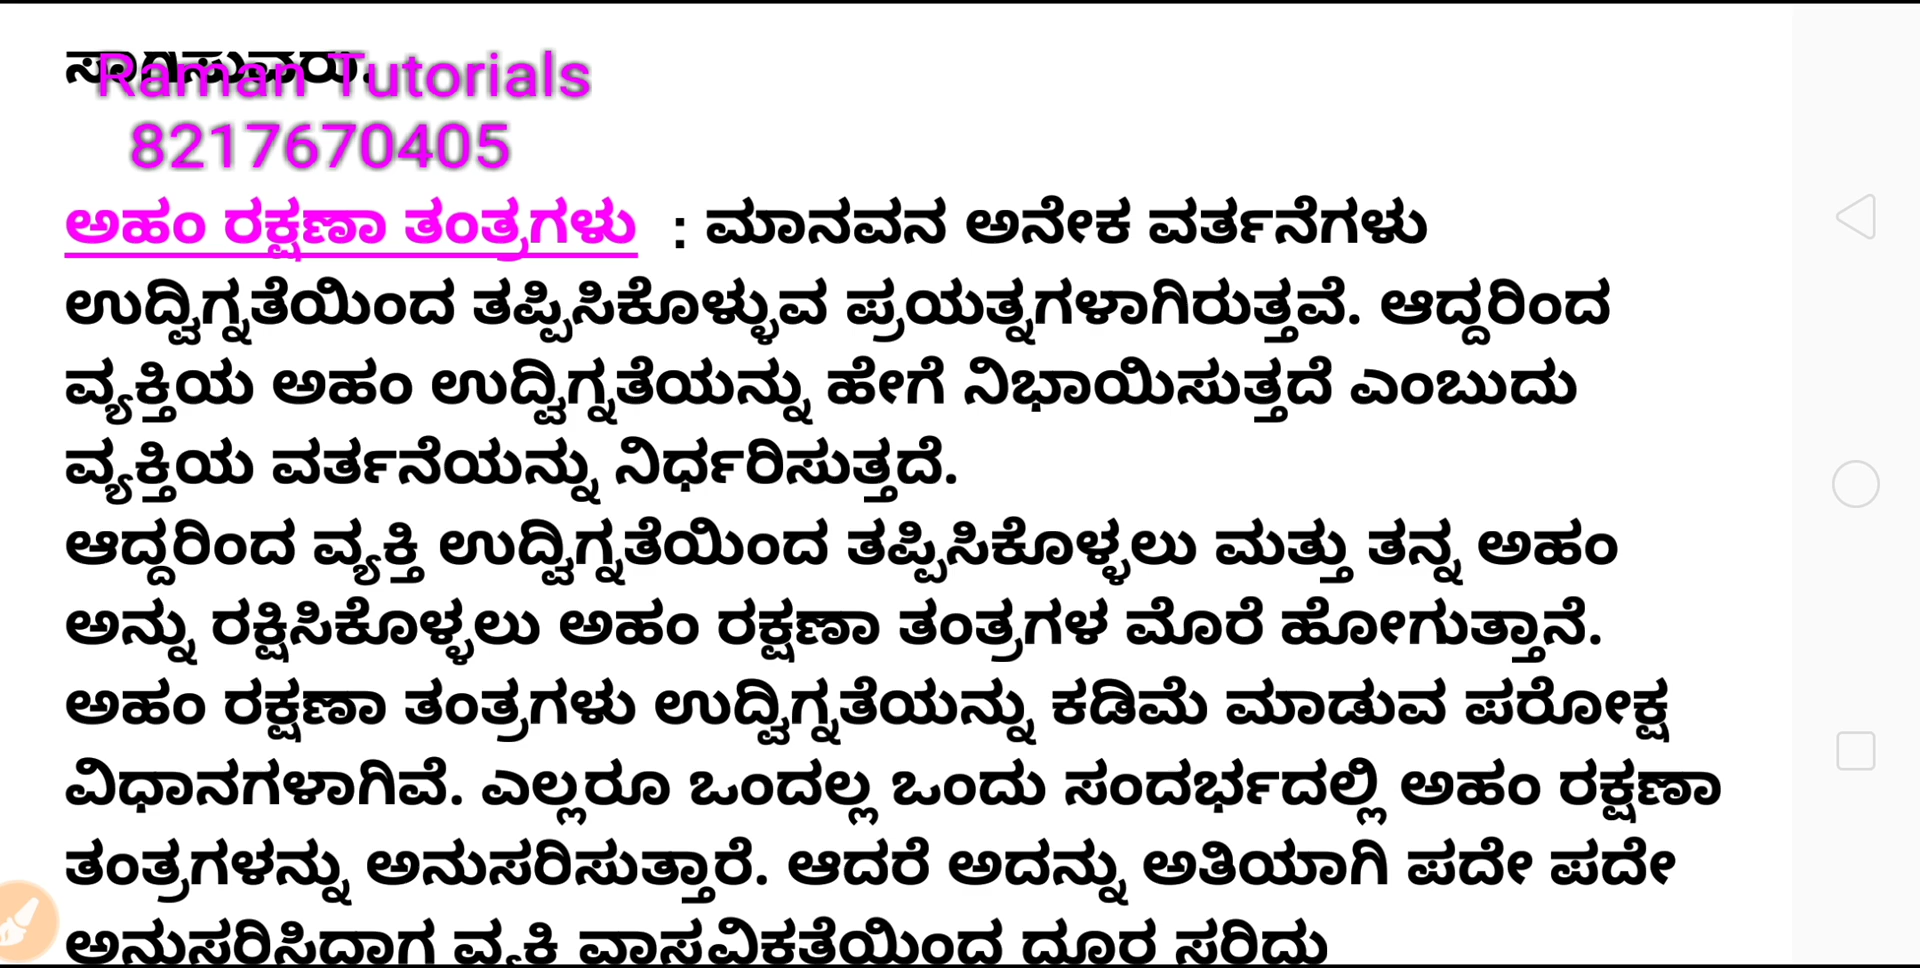 ಸಾಗಿಸುವರು.
Raman Tutorials
8217670405
ಅಹಂ ರಕ್ಷಣಾ ತಂತ್ರಗಳು : ಮಾನವನ ಅನೇಕ ವರ್ತನೆಗಳು
ಉದ್ವಿಗ್ನತೆಯಿಂದ ತಪ್ಪಿಸಿಕೊಳ್ಳುವ ಪ್ರಯತ್ನಗಳಾಗಿರುತ್ತವೆ. ಆದ್ದರಿಂದ
ವ್ಯಕ್ತಿಯ ಅಹಂ ಉದ್ವಿಗ್ನತೆಯನ್ನು ಹೇಗೆ ನಿಭಾಯಿಸುತ್ತದೆ ಎಂಬುದು
ವ್ಯಕ್ತಿಯ ವರ್ತನೆಯನ್ನು ನಿರ್ಧರಿಸುತ್ತದೆ.
ಆದ್ದರಿಂದ ವ್ಯಕ್ತಿ ಉದ್ವಿಗ್ನತೆಯಿಂದ ತಪ್ಪಿಸಿಕೊಳ್ಳಲು ಮತ್ತು ತನ್ನ ಅಹಂ
ಅನ್ನು ರಕ್ಷಿಸಿಕೊಳ್ಳಲು ಅಹಂ ರಕ್ಷಣಾ ತಂತ್ರಗಳ ಮೊರೆ ಹೋಗುತ್ತಾನೆ.
ಅಹಂ ರಕ್ಷಣಾ ತಂತ್ರಗಳು ಉದ್ವಿಗ್ನತೆಯನ್ನು ಕಡಿಮೆ ಮಾಡುವ ಪರೋಕ್ಷ
ವಿಧಾನಗಳಾಗಿವೆ. ಎಲ್ಲರೂ ಒಂದಲ್ಲ ಒಂದು ಸಂದರ್ಭದಲ್ಲಿ ಅಹಂ ರಕ್ಷಣಾ
ತಂತ್ರಗಳನ್ನು ಅನುಸರಿಸುತ್ತಾರೆ. ಆದರೆ ಅದನ್ನು ಅತಿಯಾಗಿ ಪದೇ ಪದೇ
ಅನುಸರಿಸಿದಾಗ ವ್ಯಕ್ತಿ ವಾಸ್ತವಿಕತೆಯಿಂದ ದೂರ ಸರಿದು